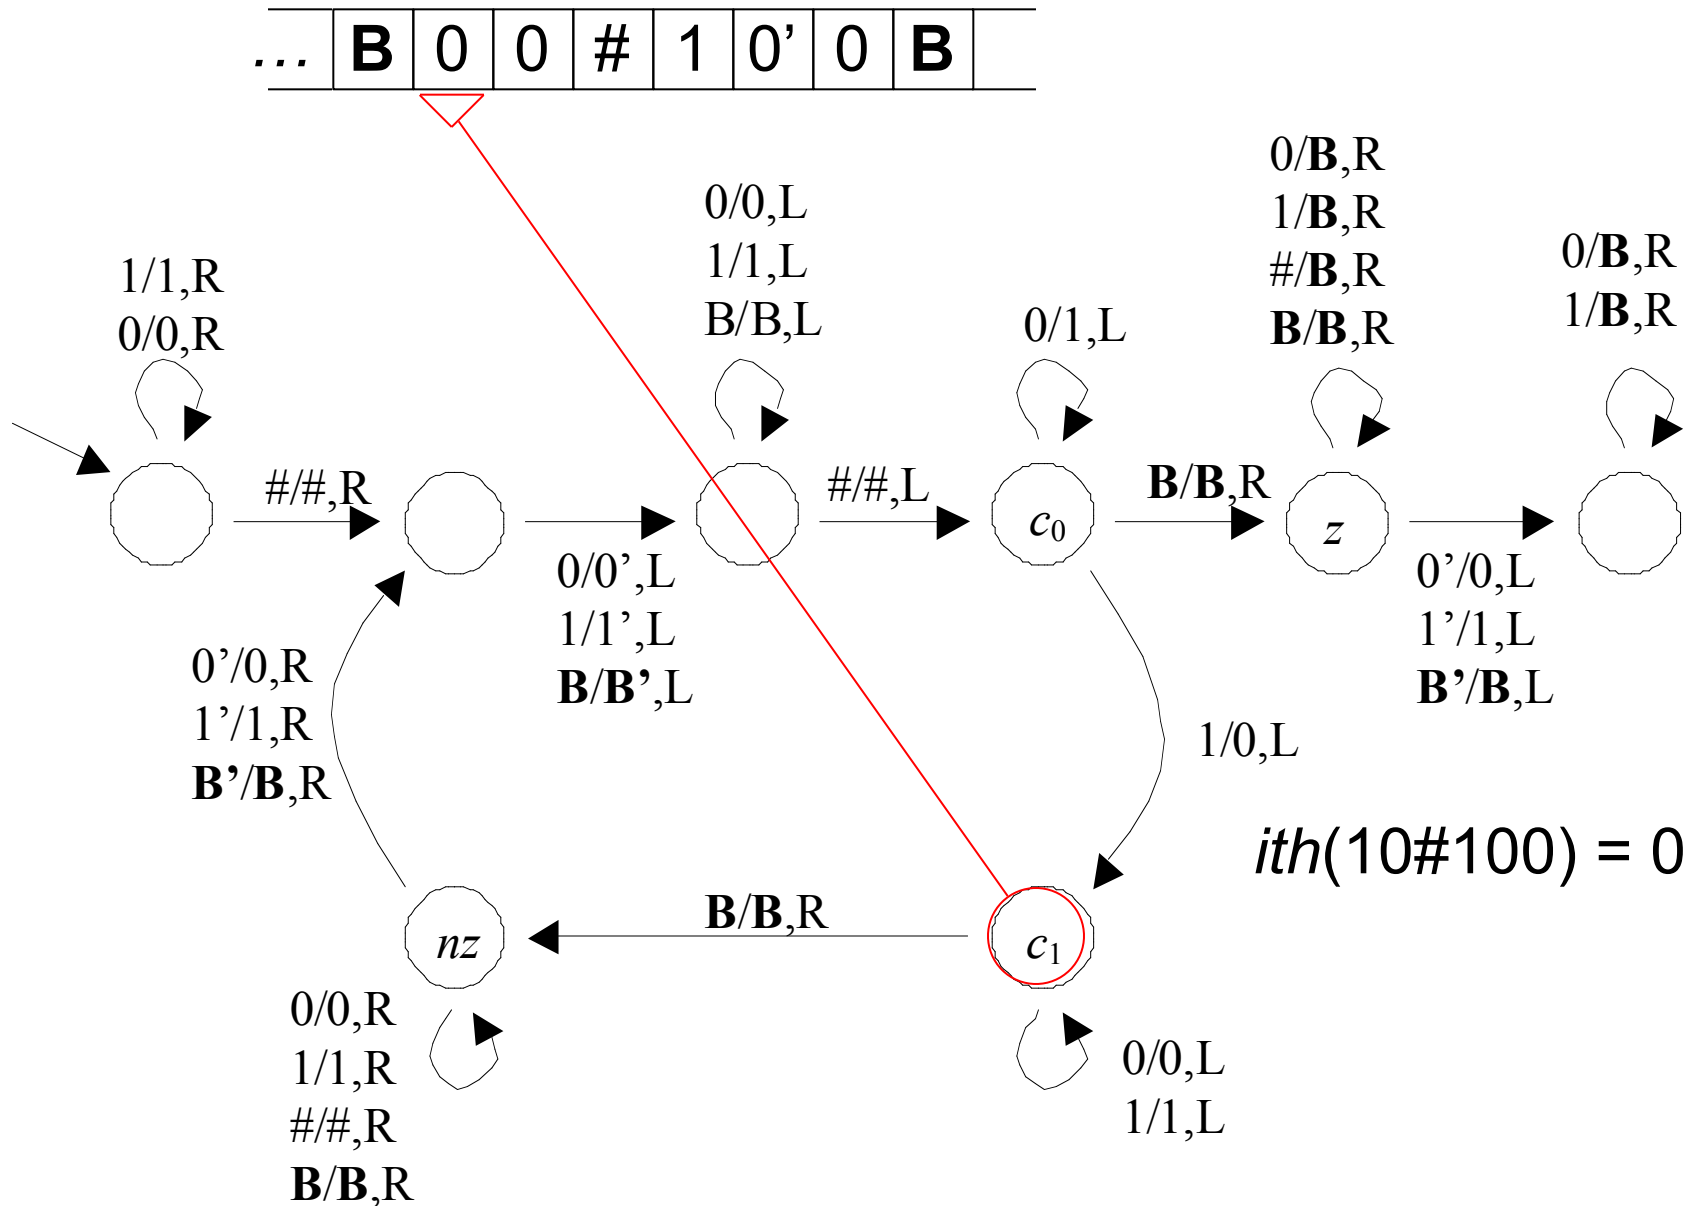 ... B 0 0 # 1 0’ 0 B
1/1,R
0/0,R
0/0,L
1/1,L
B/B,L
0/1,L
0/B,R
1/B,R
#/B,R
B/B,R
0/B,R
1/B,R
#/#,R
0/0’,L
1/1’,L
B/B’,L
#/#,L
c0
B/B,R
z
0’/0,L
1’/1,L
B’/B,L
0’/0,R
1’/1,R
B’/B,R
1/0,L
ith(10#100) = 0
nz
B/B,R
c1
0/0,R
1/1,R
#/#,R
B/B,R
0/0,L
1/1,L